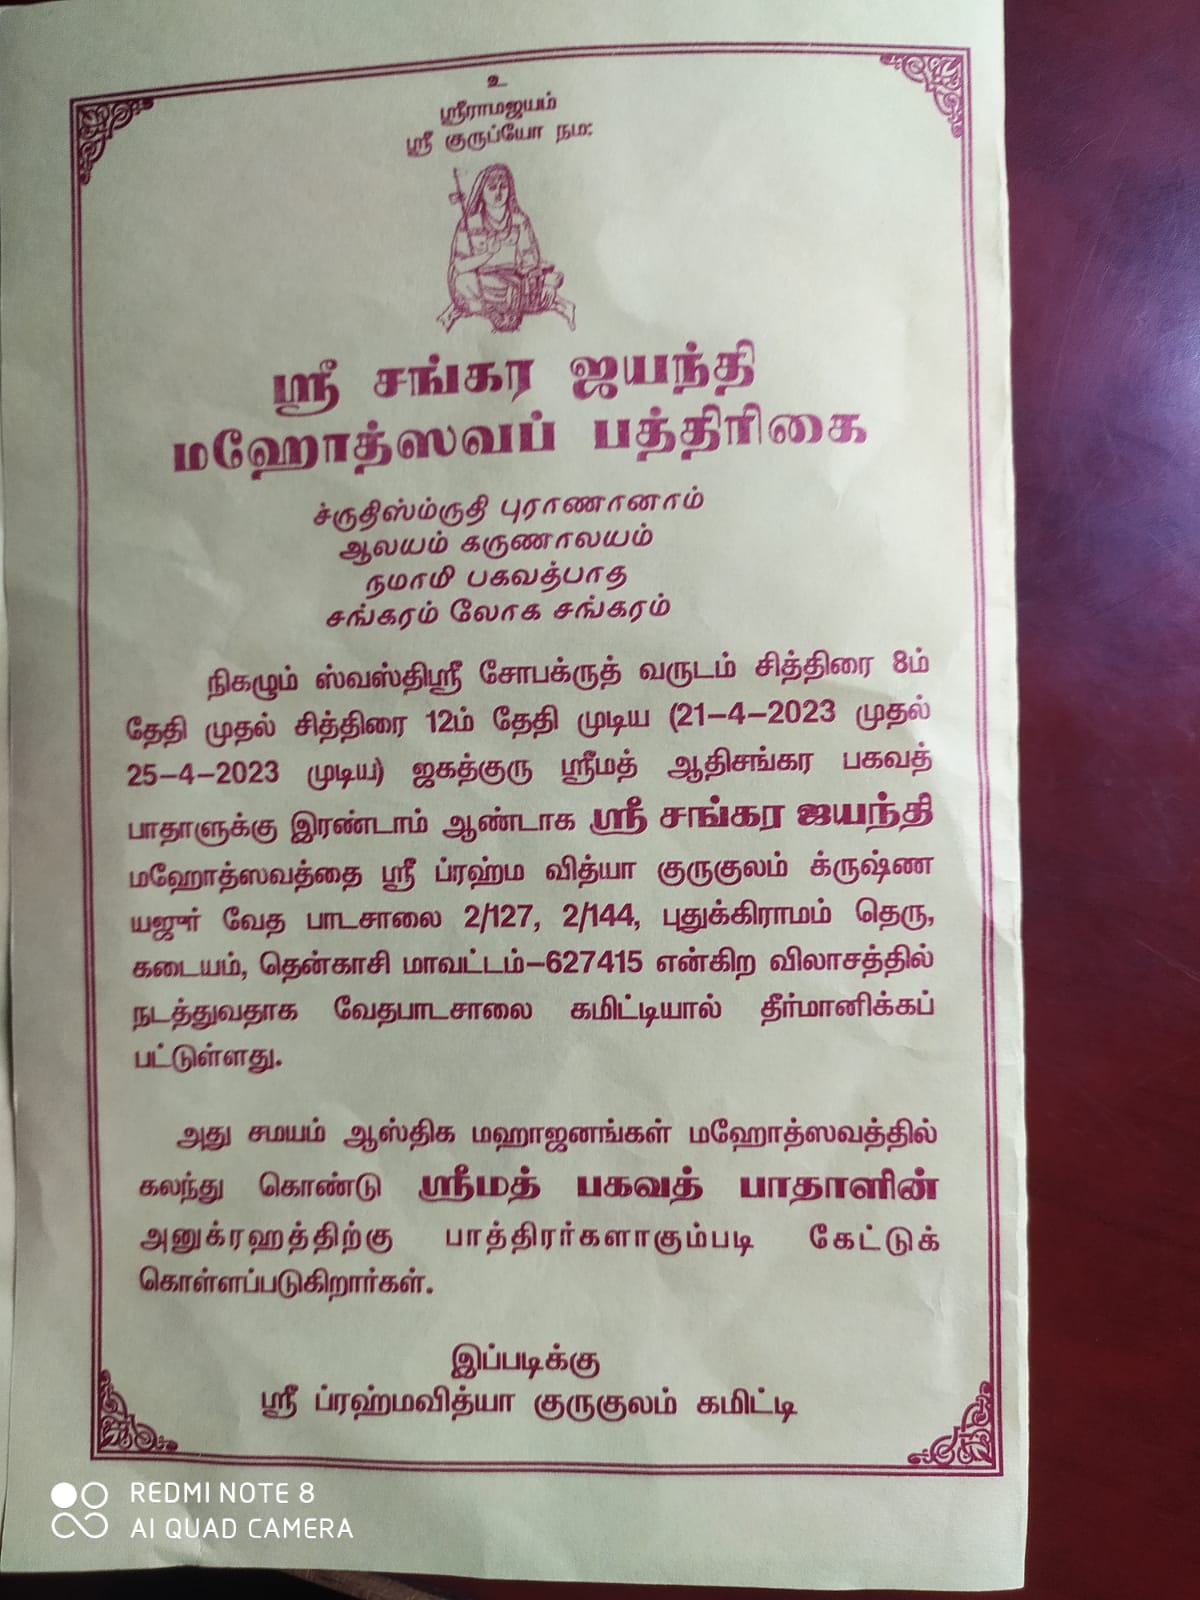 உ
ஸ்ரீராமஜயம்
ஸ்ரீ குருப்யோ நம:
ஸ்ரீ சங்கர ஜயந்தி
மஹோத்ஸவப் பத்திரிகை
ச்ருதிஸ்ம்ருதி புராணானாம்
ஆலயம் கருணாலயம்
நமாமி பகவத்பாத
சங்கரம் லோக சங்கரம்
நிகழும் ஸ்வஸ்திஸ்ரீ சோபக்ருத் வருடம் சித்திரை 8ம்
தேதி முதல் சித்திரை 12ம் தேதி முடிய (21-4-2023 முதல்
25-4-2023 முடிய) ஜகத்குரு ஸ்ரீமத் ஆதிசங்கர பகவத்
பாதாளுக்கு இரண்டாம் ஆண்டாக ஸ்ரீ சங்கர ஜயந்தி
மஹோத்ஸவத்தை ஸ்ரீ ப்ரஹ்ம வித்யா குருகுலம் க்ருஷ்ண
யஜுர் வேத பாடசாலை 2/127, 2/144, புதுக்கிராமம் தெரு,
கடையம், தென்காசி மாவட்டம்-627415 என்கிற விலாசத்தில்
நடத்துவதாக வேதபாடசாலை கமிட்டியால் தீர்மானிக்கப்
பட்டுள்ளது.
அது சமயம் ஆஸ்திக மஹாஜனங்கள் மஹோத்ஸவத்தில்
கலந்து கொண்டு ஸ்ரீமத் பகவத் பாதாளின்
அனுக்ரஹத்திற்கு பாத்திரர்களாகும்படி கேட்டுக்
கொள்ளப்படுகிறார்கள்.
இப்படிக்கு
ஸ்ரீ ப்ரஹ்மவித்யா குருகுலம் கமிட்டி
REDMI NOTE 8
AI QUAD CAMERA